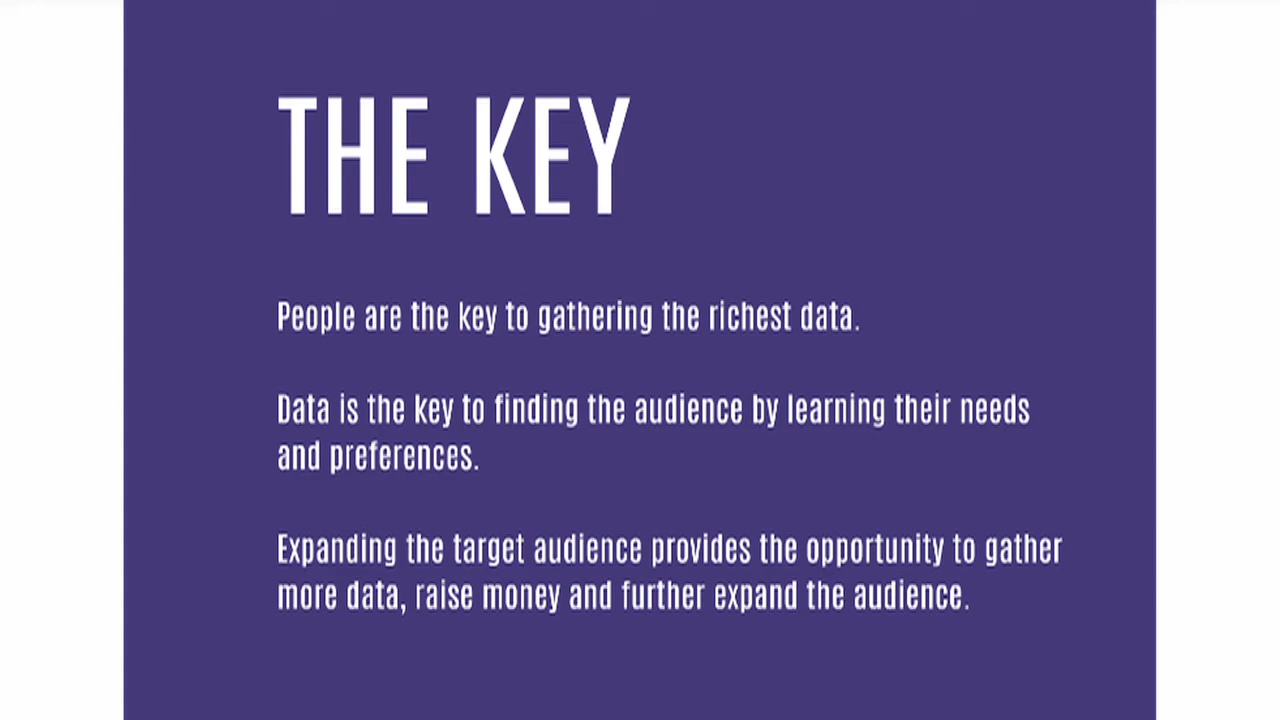 THE KEY
People are the key to gathering the richest data.
Data is the key to finding the audience by learning their needs
and preferences.
Expanding the target audience provides the opportunity to gather
more data, raise money and further expand the audience.